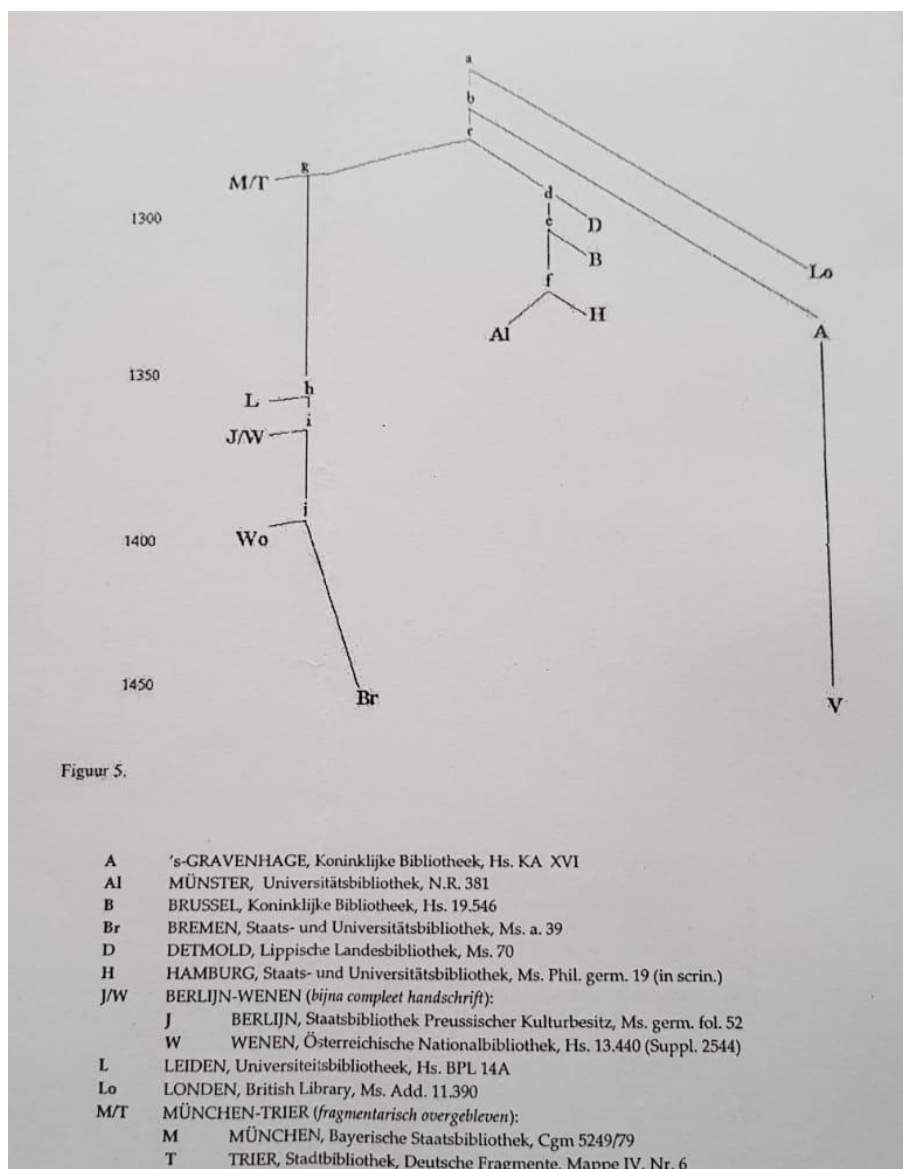 a
b
c
g
M/T
d
1300
e
D
B
Lo
f
H
Al
A
1350
h
L
i
J/W
j
Wo
1400
1450
Br
V
Figuur 5.
A 's-GRAVENHAGE, Koninklijke Bibliotheek, Hs. KA XVI
Al MÜNSTER, Universitätsbibliothek, N.R. 381
B BRUSSEL, Koninklijke Bibliotheek, Hs. 19.546
Br BREMEN, Staats- und Universitätsbibliothek, Ms. a. 39
D DETMOLD, Lippische Landesbibliothek, Ms. 70
H HAMBURG, Staats- und Universitätsbibliothek, Ms. Phil. germ. 19 (in scrin.)
J/W BERLIJN-WENEN (bijna compleet handschrift):
J BERLIJN, Staatsbibliothek Preussischer Kulturbesitz, Ms. germ. fol. 52
W WENEN, Österreichische Nationalbibliothek, Hs. 13.440 (Suppl. 2544)
L LEIDEN, Universiteitsbibliotheek, Hs. BPL 14A
Lo LONDEN, British Library, Ms. Add. 11.390
M/T MÜNCHEN-TRIER (fragmentarisch overgebleven):
M MÜNCHEN, Bayerische Staatsbibliothek, Cgm 5249/79
T TRIER, Stadtbibliothek, Deutsche Fragmente, Mappe IV, Nr. 6